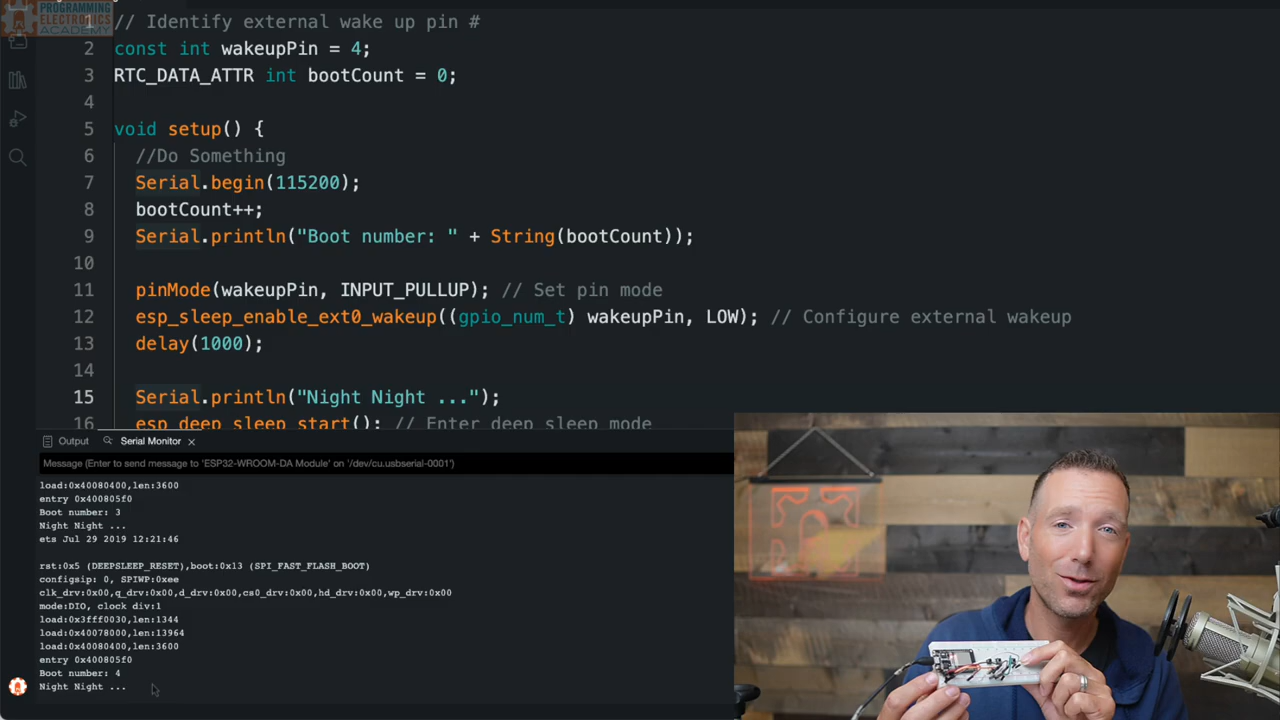 PROGRAMMING
ELECTRONICS
ACADEMY
1 // Identify external wake up pin #
2 const int wakeupPin = 4;
3 RTC_DATA_ATTR int bootCount = 0;
4
5 void setup() {
6 //Do Something
7 Serial.begin(115200);
8 bootCount++;
9 Serial.println("Boot number: " + String(bootCount));
10
11 pinMode(wakeupPin, INPUT_PULLUP); // Set pin mode
12 esp_sleep_enable_ext0_wakeup((gpio_num_t) wakeupPin, LOW); // Configure external wakeup
13 delay(1000);
14
15 Serial.println("Night Night ...");
16 esp_deep_sleep_start(); // Enter deep sleep mode
Output Serial Monitor
Message (Enter to send message to 'ESP32-WROOM-DA Module' on '/dev/cu.usbserial-0001')
load:0x40080400,len:3600
entry 0x400805f0
Boot number: 3
Night Night ...
ets Jul 29 2019 12:21:46
rst:0x5 (DEEPSLEEP_RESET),boot:0x13 (SPI_FAST_FLASH_BOOT)
configsip: 0, SPIWP:0xee
clk_drv:0x00,q_drv:0x00,d_drv:0x00,cs0_drv:0x00,hd_drv:0x00,wp_drv:0x00
mode:DIO, clock div:1
load:0x3fff0030,len:1344
load:0x40078000,len:13964
load:0x40080400,len:3600
entry 0x400805f0
Boot number: 4
Night Night ...